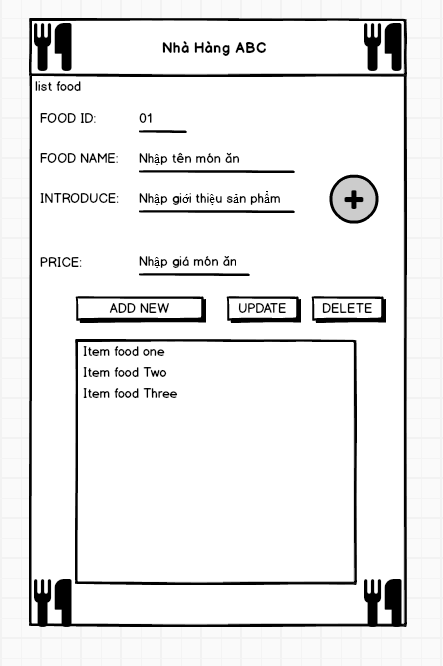 Nhà Hàng ABC
list food
FOOD ID: 01
FOOD NAME: Nhập tên món ăn
INTRODUCE: Nhập giới thiệu sản phẩm
PRICE: Nhập giá món ăn
ADD NEW UPDATE DELETE
Item food one
Item food Two
Item food Three